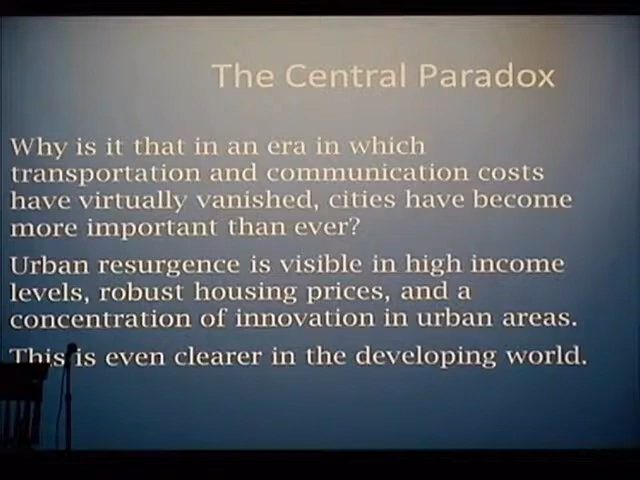 The Central Paradox
Why is it that in an era in which
transportation and communication costs
have virtually vanished, cities have become
more important than ever?
Urban resurgence is visible in high income
levels, robust housing prices, and a
concentration of innovation in urban areas.
This is even clearer in the developing world.